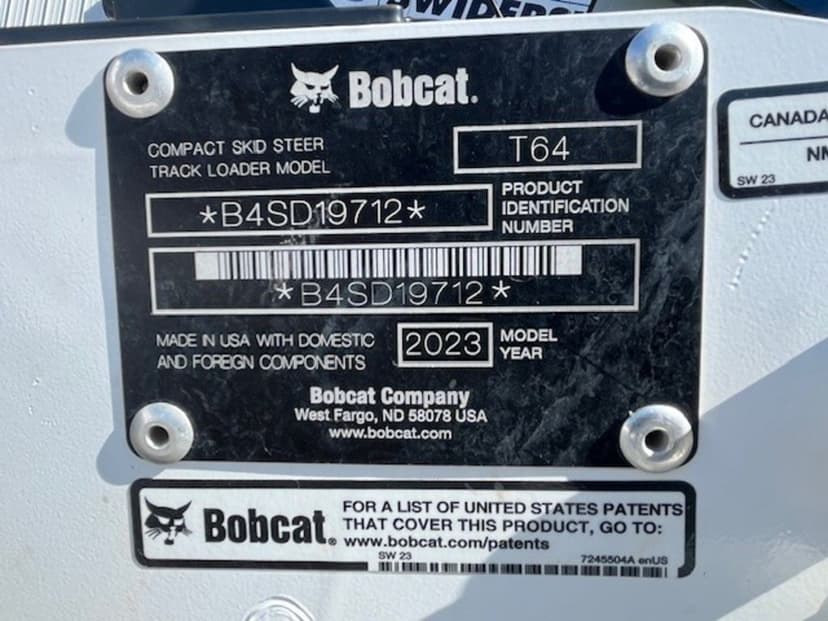 Bobcat.
COMPACT SKID STEER
TRACK LOADER MODEL
T64
*B4SD19712*
PRODUCT
IDENTIFICATION
NUMBER
*B4SD19712*
MADE IN USA WITH DOMESTIC
AND FOREIGN COMPONENTS
2023
MODEL
YEAR
Bobcat Company
West Fargo, ND 58078 USA
www.bobcat.com
CANADA
NM
SW 23
Bobcat.
FOR A LIST OF UNITED STATES PATENTS
THAT COVER THIS PRODUCT, GO TO:
www.bobcat.com/patents
SW 23
7245504A enUS